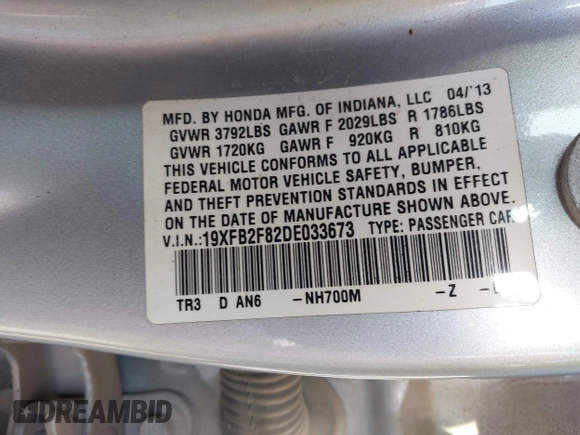 MFD. BY HONDA MFG. OF INDIANA, LLC 04/'13
GVWR 3792LBS GAWR F 2029LBS R 1786LBS
GVWR 1720KG GAWR F 920KG R 810KG
THIS VEHICLE CONFORMS TO ALL APPLICABLE
FEDERAL MOTOR VEHICLE SAFETY, BUMPER,
AND THEFT PREVENTION STANDARDS IN EFFECT
ON THE DATE OF MANUFACTURE SHOWN ABOVE.
V.I.N.:19XFB2F82DE033673 TYPE: PASSENGER CAR
TR3 D AN6 -NH700M -Z -
DREAMBID